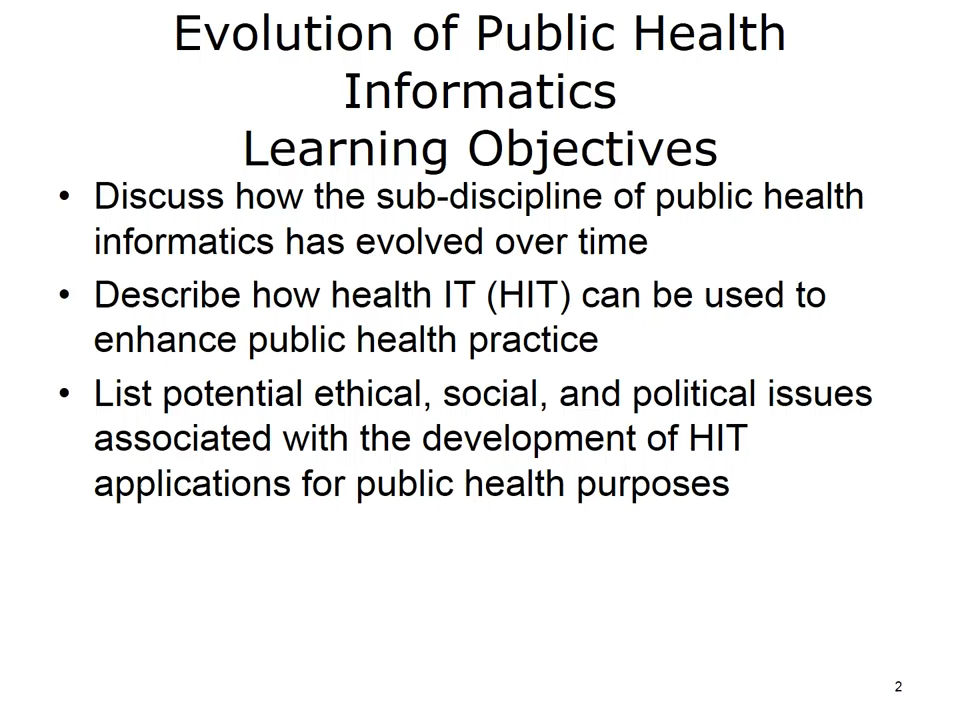 Evolution of Public Health
Informatics
Learning Objectives
• Discuss how the sub-discipline of public health
informatics has evolved over time
• Describe how health IT (HIT) can be used to
enhance public health practice
• List potential ethical, social, and political issues
associated with the development of HIT
applications for public health purposes
2